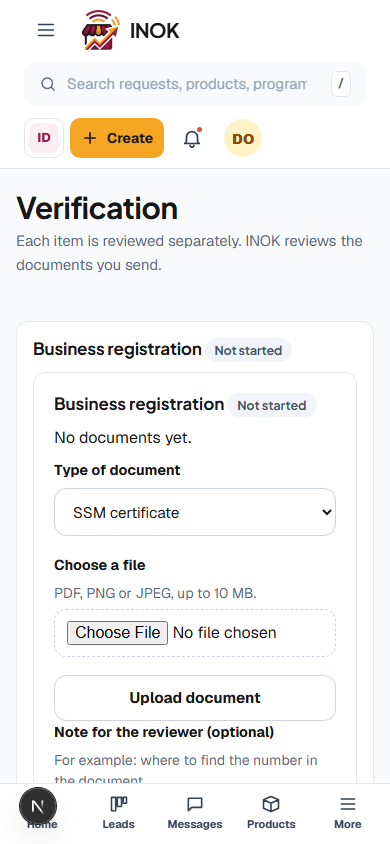 INOK
Search requests, products, program
/
ID
+ Create
DO
Verification
Each item is reviewed separately. INOK reviews the
documents you send.
Business registration Not started
Business registration Not started
No documents yet.
Type of document
SSM certificate
Choose a file
PDF, PNG or JPEG, up to 10 MB.
Choose File No file chosen
Upload document
Note for the reviewer (optional)
For example: where to find the number in
the document
N
Home Leads Messages Products More